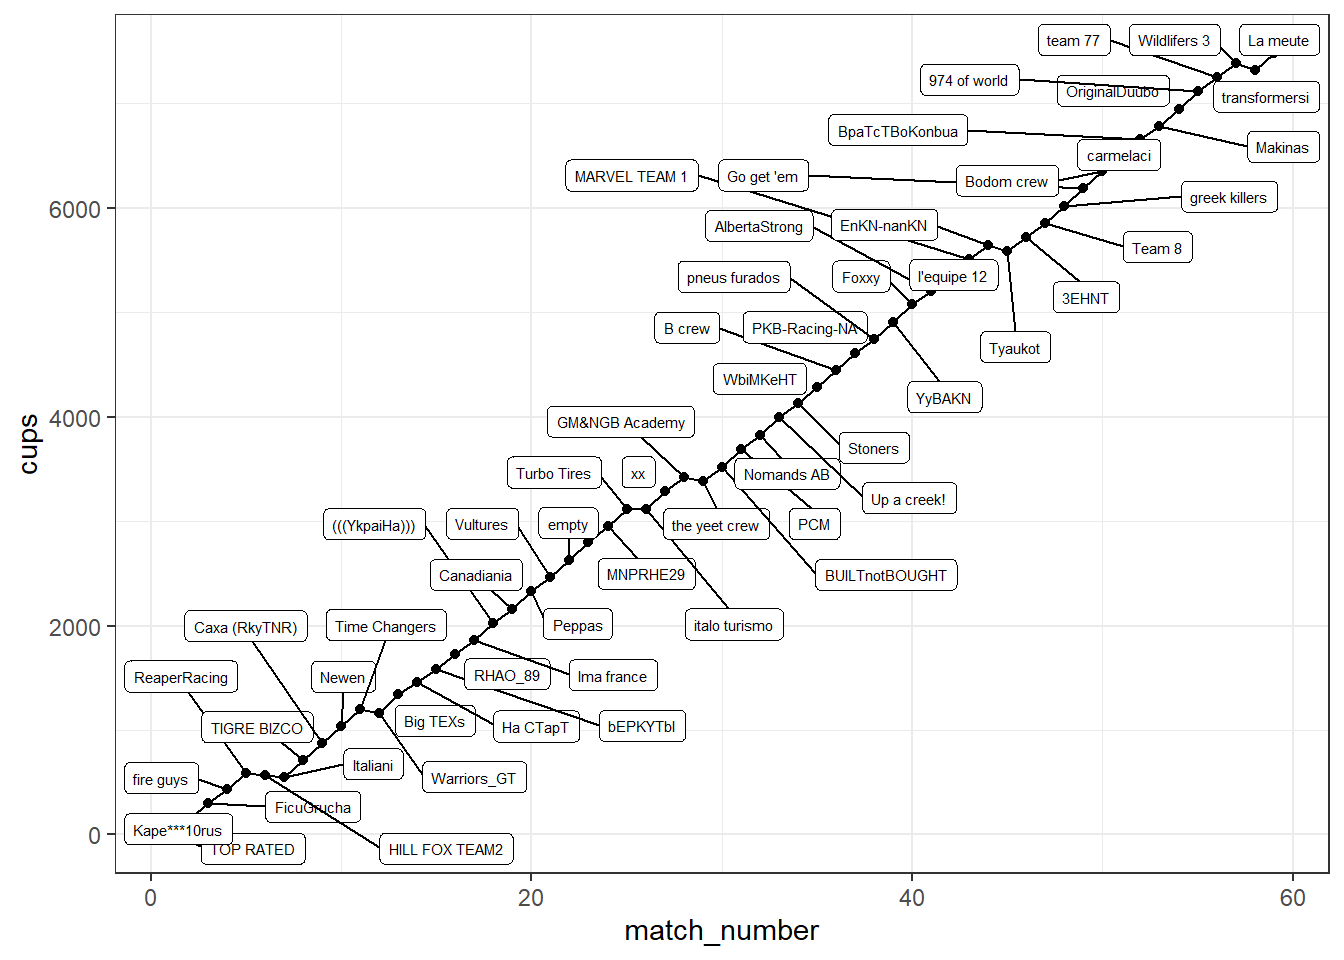 team 77
Wildlifers 3
La meute
974 of world
OriginalDuubo
transformersi
BpaTcTBoKonbua
Makinas
carmelaci
MARVEL TEAM 1
Go get 'em
Bodom crew
greek killers
6000
AlbertaStrong
EnKN-nanKN
Team 8
pneus furados
Foxxy
l'equipe 12
3EHNT
B crew
PKB-Racing-NA
Tyaukot
WbiMKeHT
YyBAKN
4000
GM&NGB Academy
Stoners
cups
Turbo Tires
xx
Nomands AB
Up a creek!
(((YkpaiHa)))
Vultures
empty
the yeet crew
PCM
Canadiania
MNPRHE29
BUILTnotBOUGHT
2000
Caxa (RkyTNR)
Time Changers
Peppas
italo turismo
ReaperRacing
Newen
RHAO_89
Ima france
TIGRE BIZCO
Big TEXs
Ha CTapT
bEPKYTbl
fire guys
Italiani
Warriors_GT
FicuGrucha
0
Kape***10rus
TOP RATED
HILL FOX TEAM2
0
20
40
60
match_number